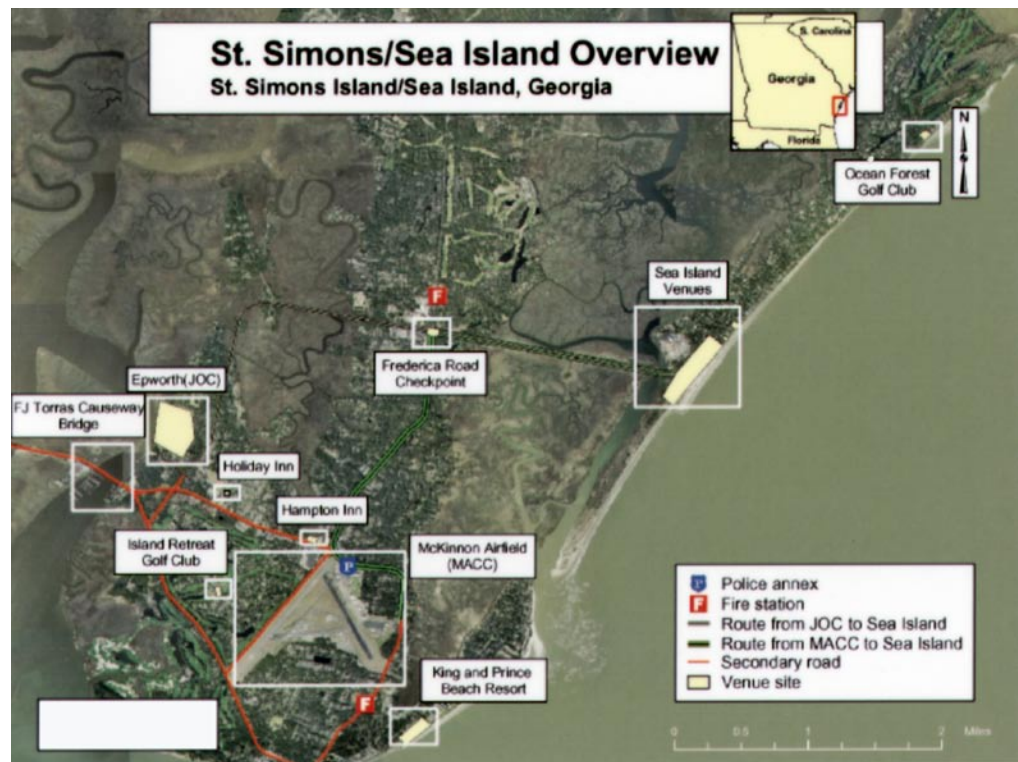 St. Simons/Sea Island Overview
St. Simons Island/Sea Island, Georgia
S. Carolina
Georgia
Florida
N
Ocean Forest
Golf Club
Sea Island
Venues
F
Frederica Road
Checkpoint
Epworth(JOC)
FJ Torras Causeway
Bridge
Holiday Inn
Hampton Inn
Island Retreat
Golf Club
McKinnon Airfield
(MACC)
P
King and Prince
Beach Resort
F
P Police annex
F Fire station
Route from JOC to Sea Island
Route from MACC to Sea Island
Secondary road
Venue site
0 0.5 1 2 Miles